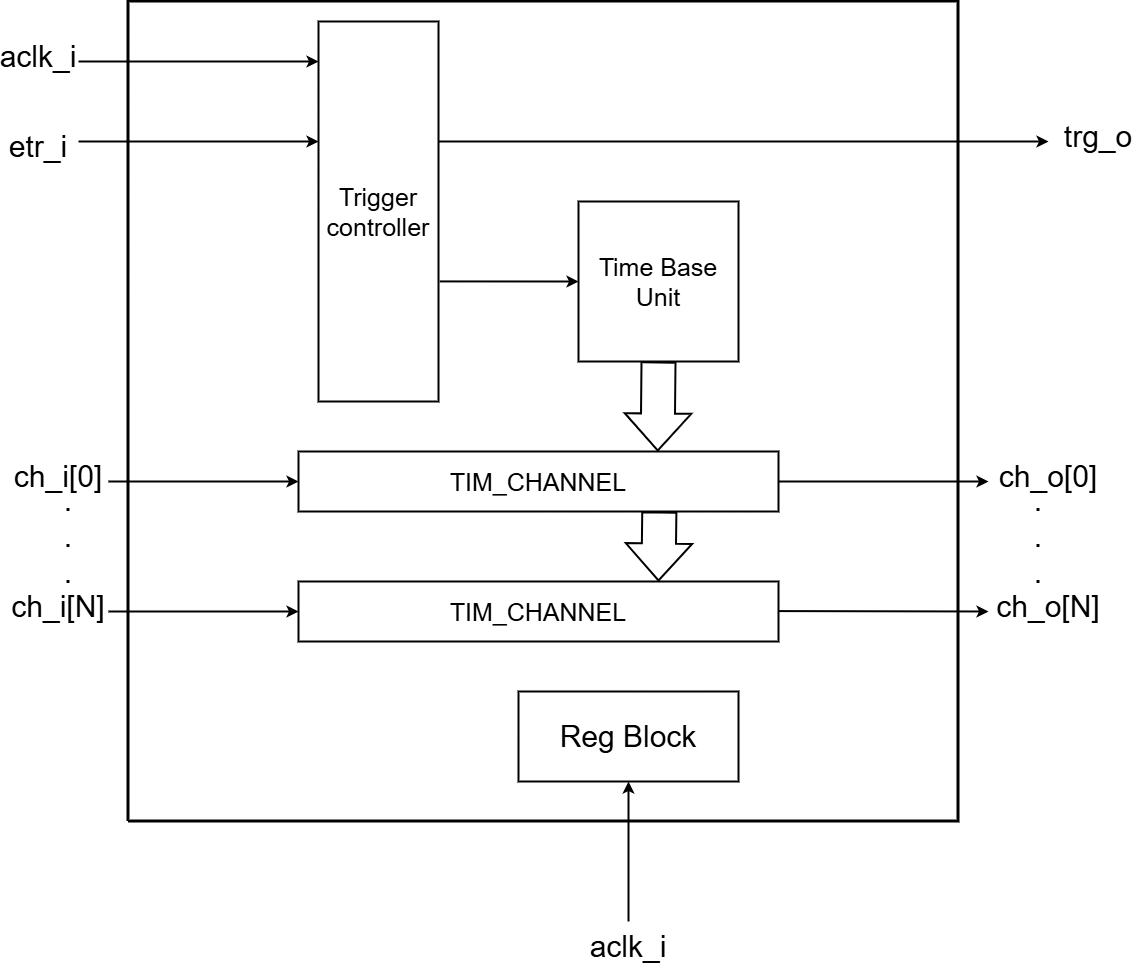 aclk_i
etr_i
trg_o
Trigger
controller
Time Base
Unit
ch_i[0]
TIM_CHANNEL
ch_o[0]
.
.
.
.
.
.
ch_i[N]
TIM_CHANNEL
ch_o[N]
Reg Block
aclk_i